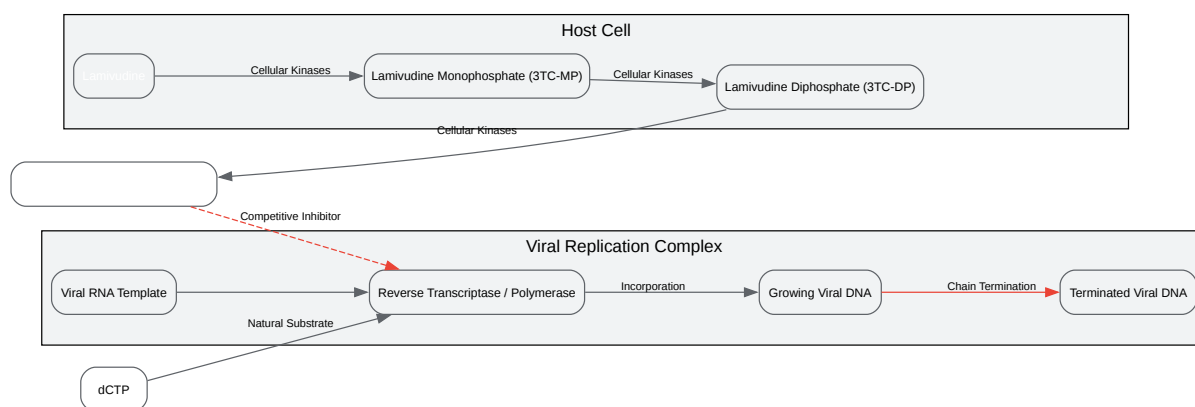 Host Cell
Lamivudine
Cellular Kinases
Lamivudine Monophosphate (3TC-MP)
Cellular Kinases
Lamivudine Diphosphate (3TC-DP)
Cellular Kinases
Competitive Inhibitor
Viral Replication Complex
Viral RNA Template
Reverse Transcriptase / Polymerase
Incorporation
Growing Viral DNA
Chain Termination
Terminated Viral DNA
Natural Substrate
dCTP